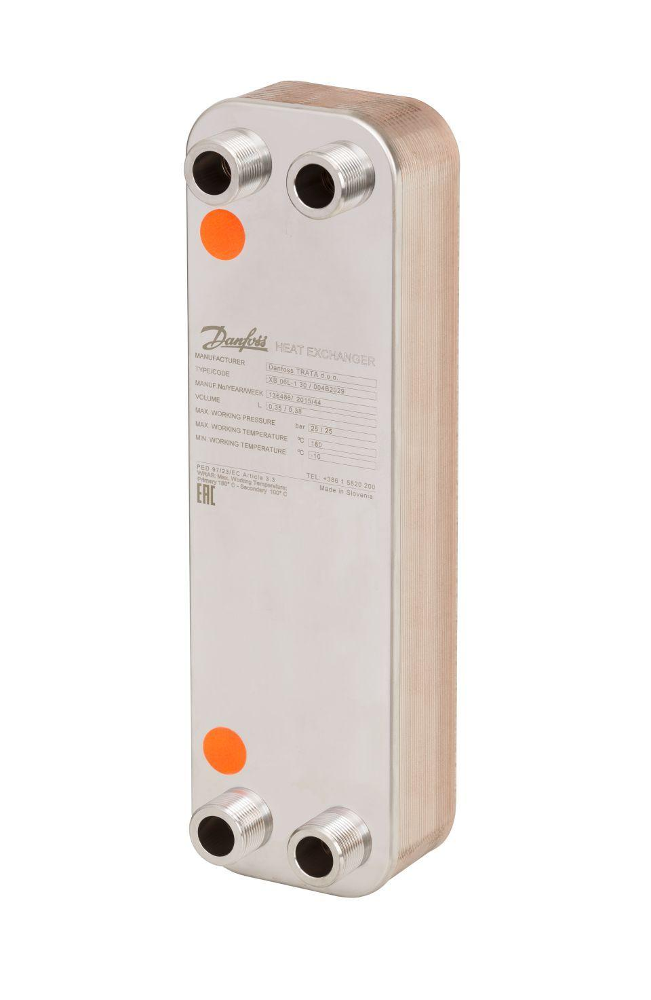 Danfoss HEAT EXCHANGER
MANUFACTURER Danfoss TRATA d.o.o.
TYPE/CODE XB 06L-1 30 / 004B2029
MANUF.No/YEAR/WEEK 136486/ 2015/44
VOLUME L 0,35 / 0,38
MAX. WORKING PRESSURE bar 25 / 25
MAX. WORKING TEMPERATURE ºC 180
MIN. WORKING TEMPERATURE ºC -10
PED 97/23/EC Article 3.3 TEL: +386 1 5820 200
WRAS: Max. Working Temperature: Made in Slovenia
Primary 180° C - Secondary 100° C
EAC